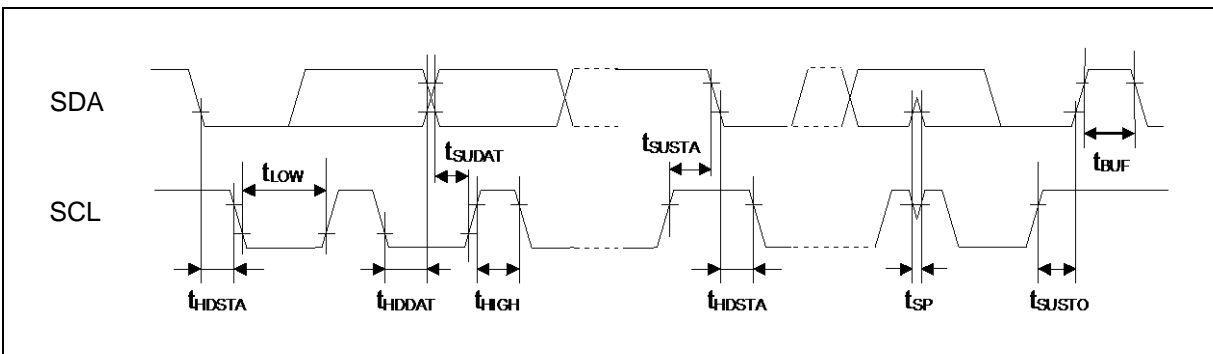 SDA
tSUDAT
tSUSTA
tBUF
tLOW
SCL
tHDSTA
tHDDAT
tHIGH
tHDSTA
tSP
tSUSTO